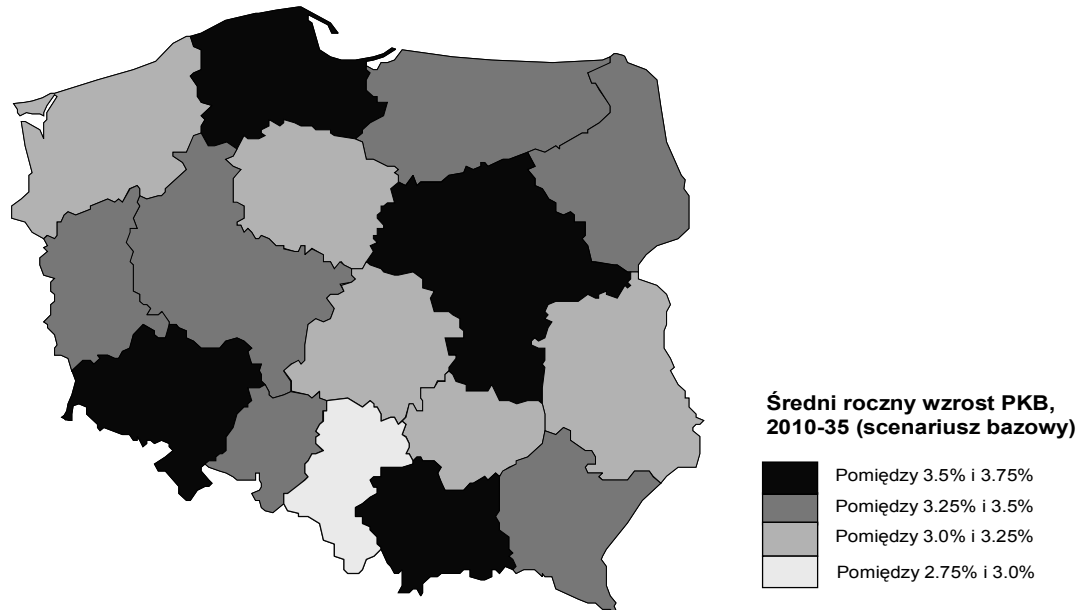 Średni roczny wzrost PKB,
2010-35 (scenariusz bazowy)
Pomiędzy 3.5% i 3.75%
Pomiędzy 3.25% i 3.5%
Pomiędzy 3.0% i 3.25%
Pomiędzy 2.75% i 3.0%